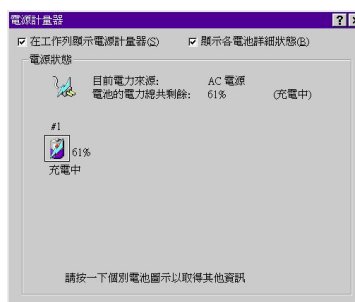 電源計量器
在工作列顯示電源計量器(S) 顯示各電池詳細狀態(B)
電源狀態
目前電力來源: AC 電源
電池的電力總共剩餘: 61% (充電中)
#1
61%
充電中
請按一下個別電池圖示以取得其他資訊